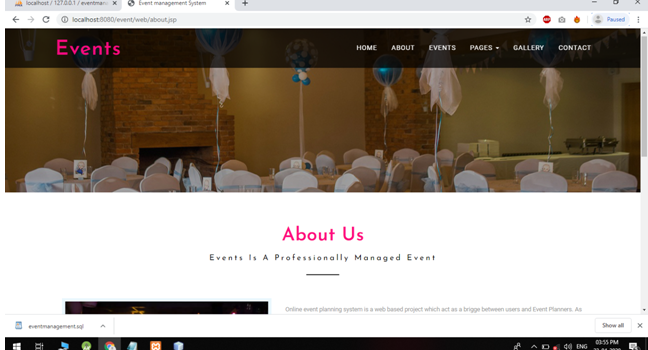 localhost / 127.0.0.1 / eventman
Event management System
localhost:8080/event/web/about.jsp
Paused
Events
HOME ABOUT EVENTS PAGES GALLERY CONTACT
About Us
Events Is A Professionally Managed Event
Online event planning system is a web based project which act as a brigge between users and Event Planners. As
eventmanagement.sql
Show all
ENG
03:55 PM